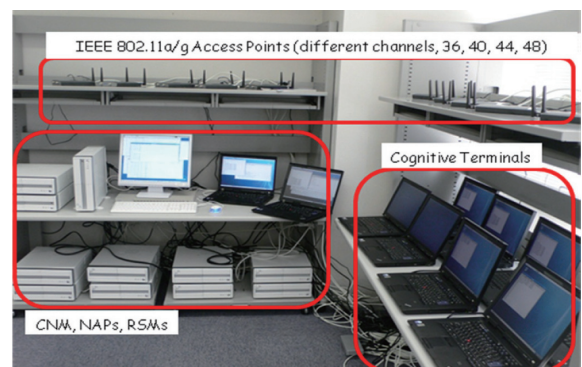 IEEE 802.11a/g Access Points (different channels, 36, 40, 44, 48)
Cognitive Terminals
CNM, NAPs, RSMs